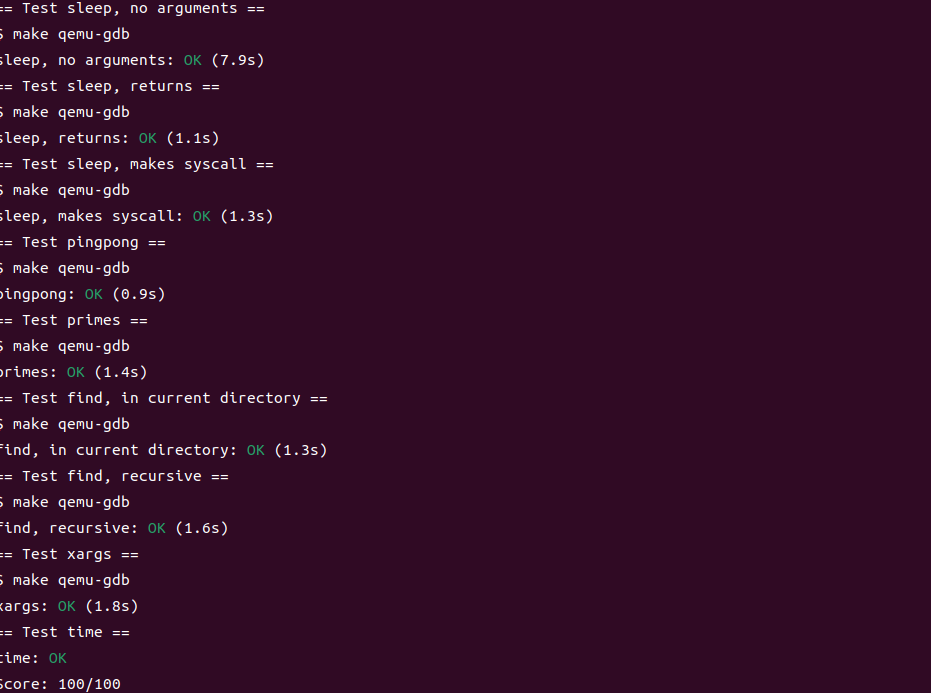 == Test sleep, no arguments ==
$ make qemu-gdb
sleep, no arguments: OK (7.9s)
== Test sleep, returns ==
$ make qemu-gdb
sleep, returns: OK (1.1s)
== Test sleep, makes syscall ==
$ make qemu-gdb
sleep, makes syscall: OK (1.3s)
== Test pingpong ==
$ make qemu-gdb
pingpong: OK (0.9s)
== Test primes ==
$ make qemu-gdb
primes: OK (1.4s)
== Test find, in current directory ==
$ make qemu-gdb
find, in current directory: OK (1.3s)
== Test find, recursive ==
$ make qemu-gdb
find, recursive: OK (1.6s)
== Test xargs ==
$ make qemu-gdb
xargs: OK (1.8s)
== Test time ==
time: OK
Score: 100/100